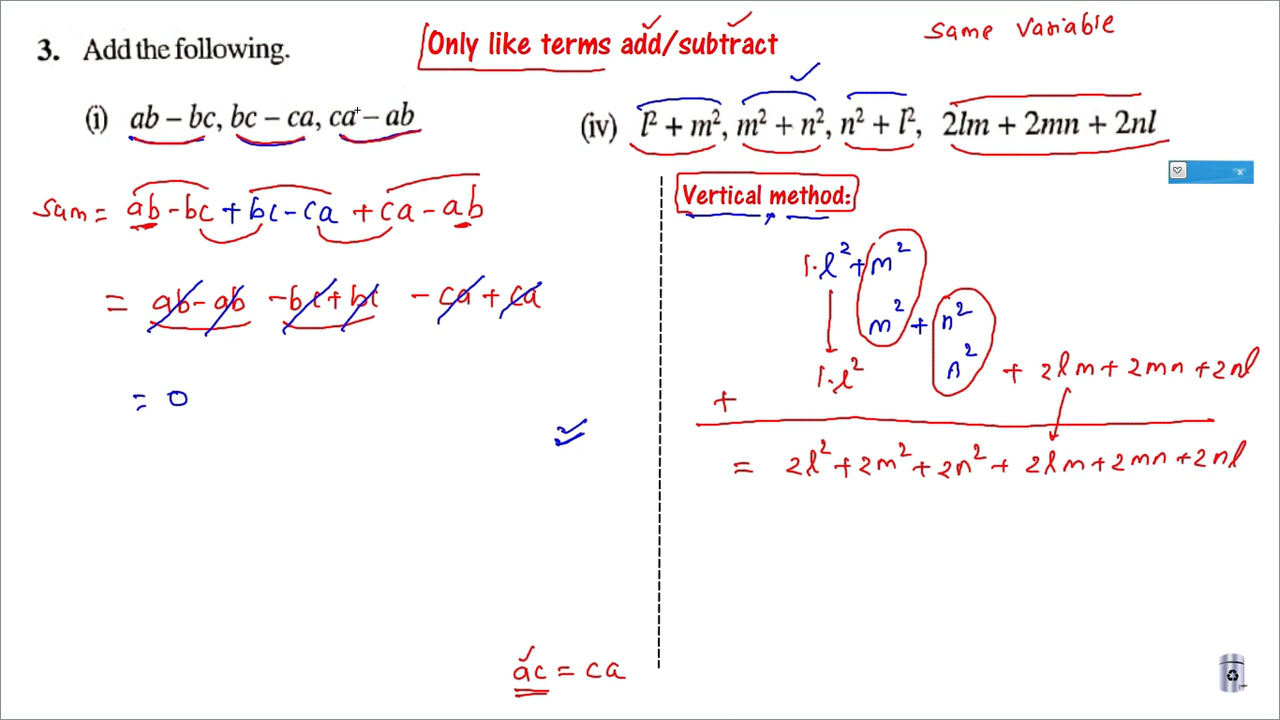 3. Add the following.
Only like terms add/subtract
same variable
(i) ab – bc, bc – ca, ca – ab
(iv) l² + m², m² + n², n² + l², 2lm + 2mn + 2nl
Sum = ab - bc + bc - ca + ca - ab
= ab - ab - bc + bc - ca + ca
= 0
Vertical method:
1·l² + m²
m² + n²
1·l² n² + 2lm + 2mn + 2nl
+
= 2l² + 2m² + 2n² + 2lm + 2mn + 2nl
ac = ca